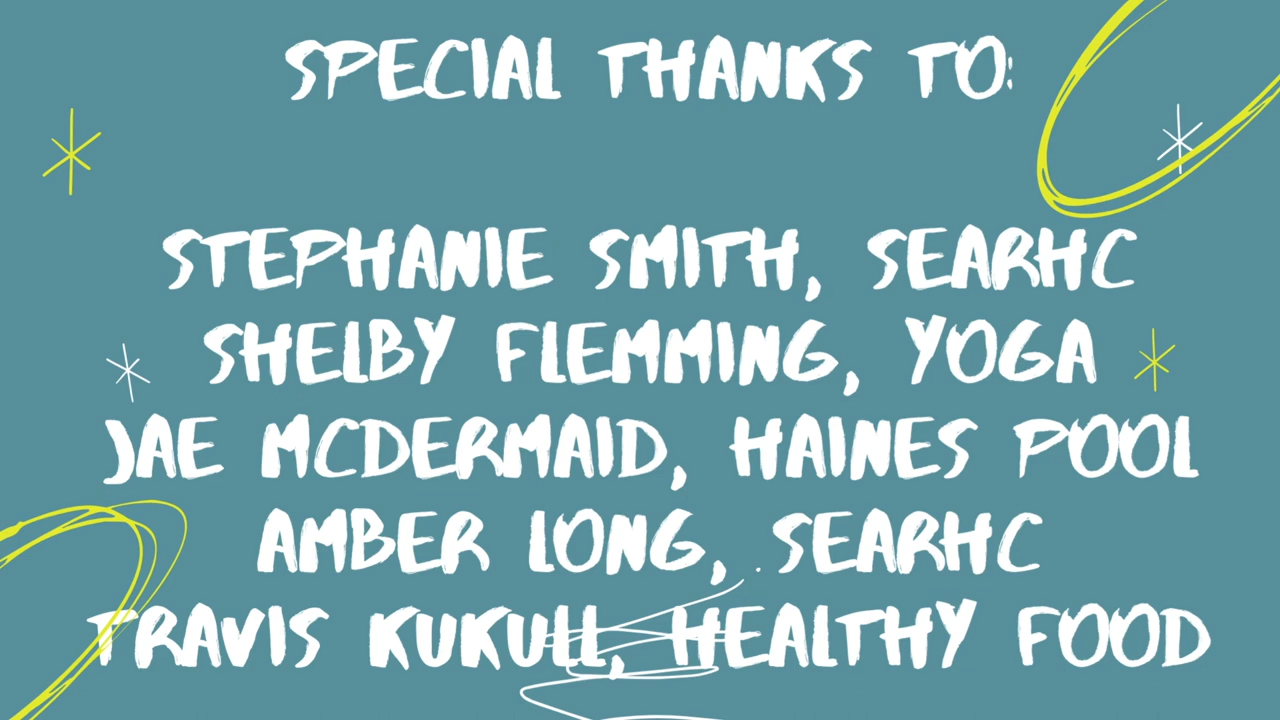 SPECIAL THANKS TO:
STEPHANIE SMITH, SEARHC
SHELBY FLEMMING, YOGA
JAE MCDERMAID, HAINES POOL
AMBER LONG, SEARHC
TRAVIS KUKULL, HEALTHY FOOD